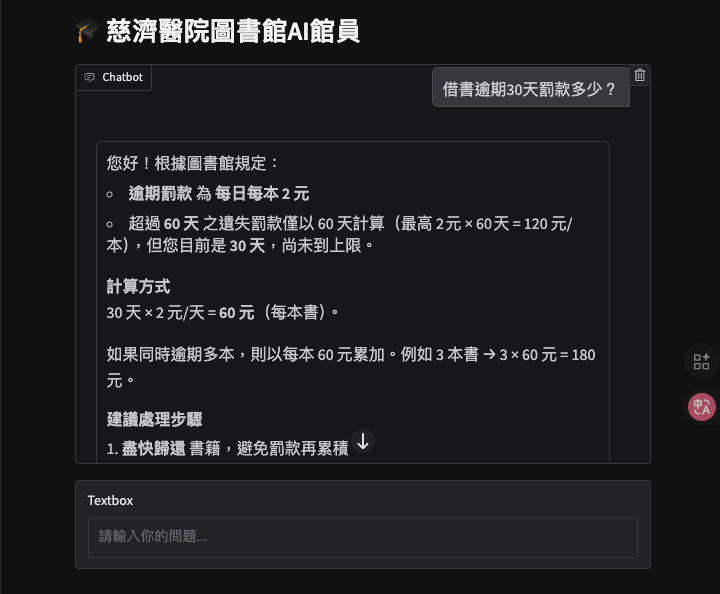 🎓 慈濟醫院圖書館AI館員
Chatbot
借書逾期30天罰款多少？
您好！根據圖書館規定：
◦ 逾期罰款 為 每日每本 2 元
◦ 超過 60 天 之遺失罰款僅以 60 天計算（最高 2 元 × 60 天 = 120 元/
本），但您目前是 30 天，尚未到上限。
計算方式
30 天 × 2 元/天 = 60 元（每本書）。
如果同時逾期多本，則以每本 60 元累加。例如 3 本書 → 3 × 60 元 = 180
元。
建議處理步驟
1. 盡快歸還 書籍，避免罰款再累積
中A
Textbox
請輸入你的問題...